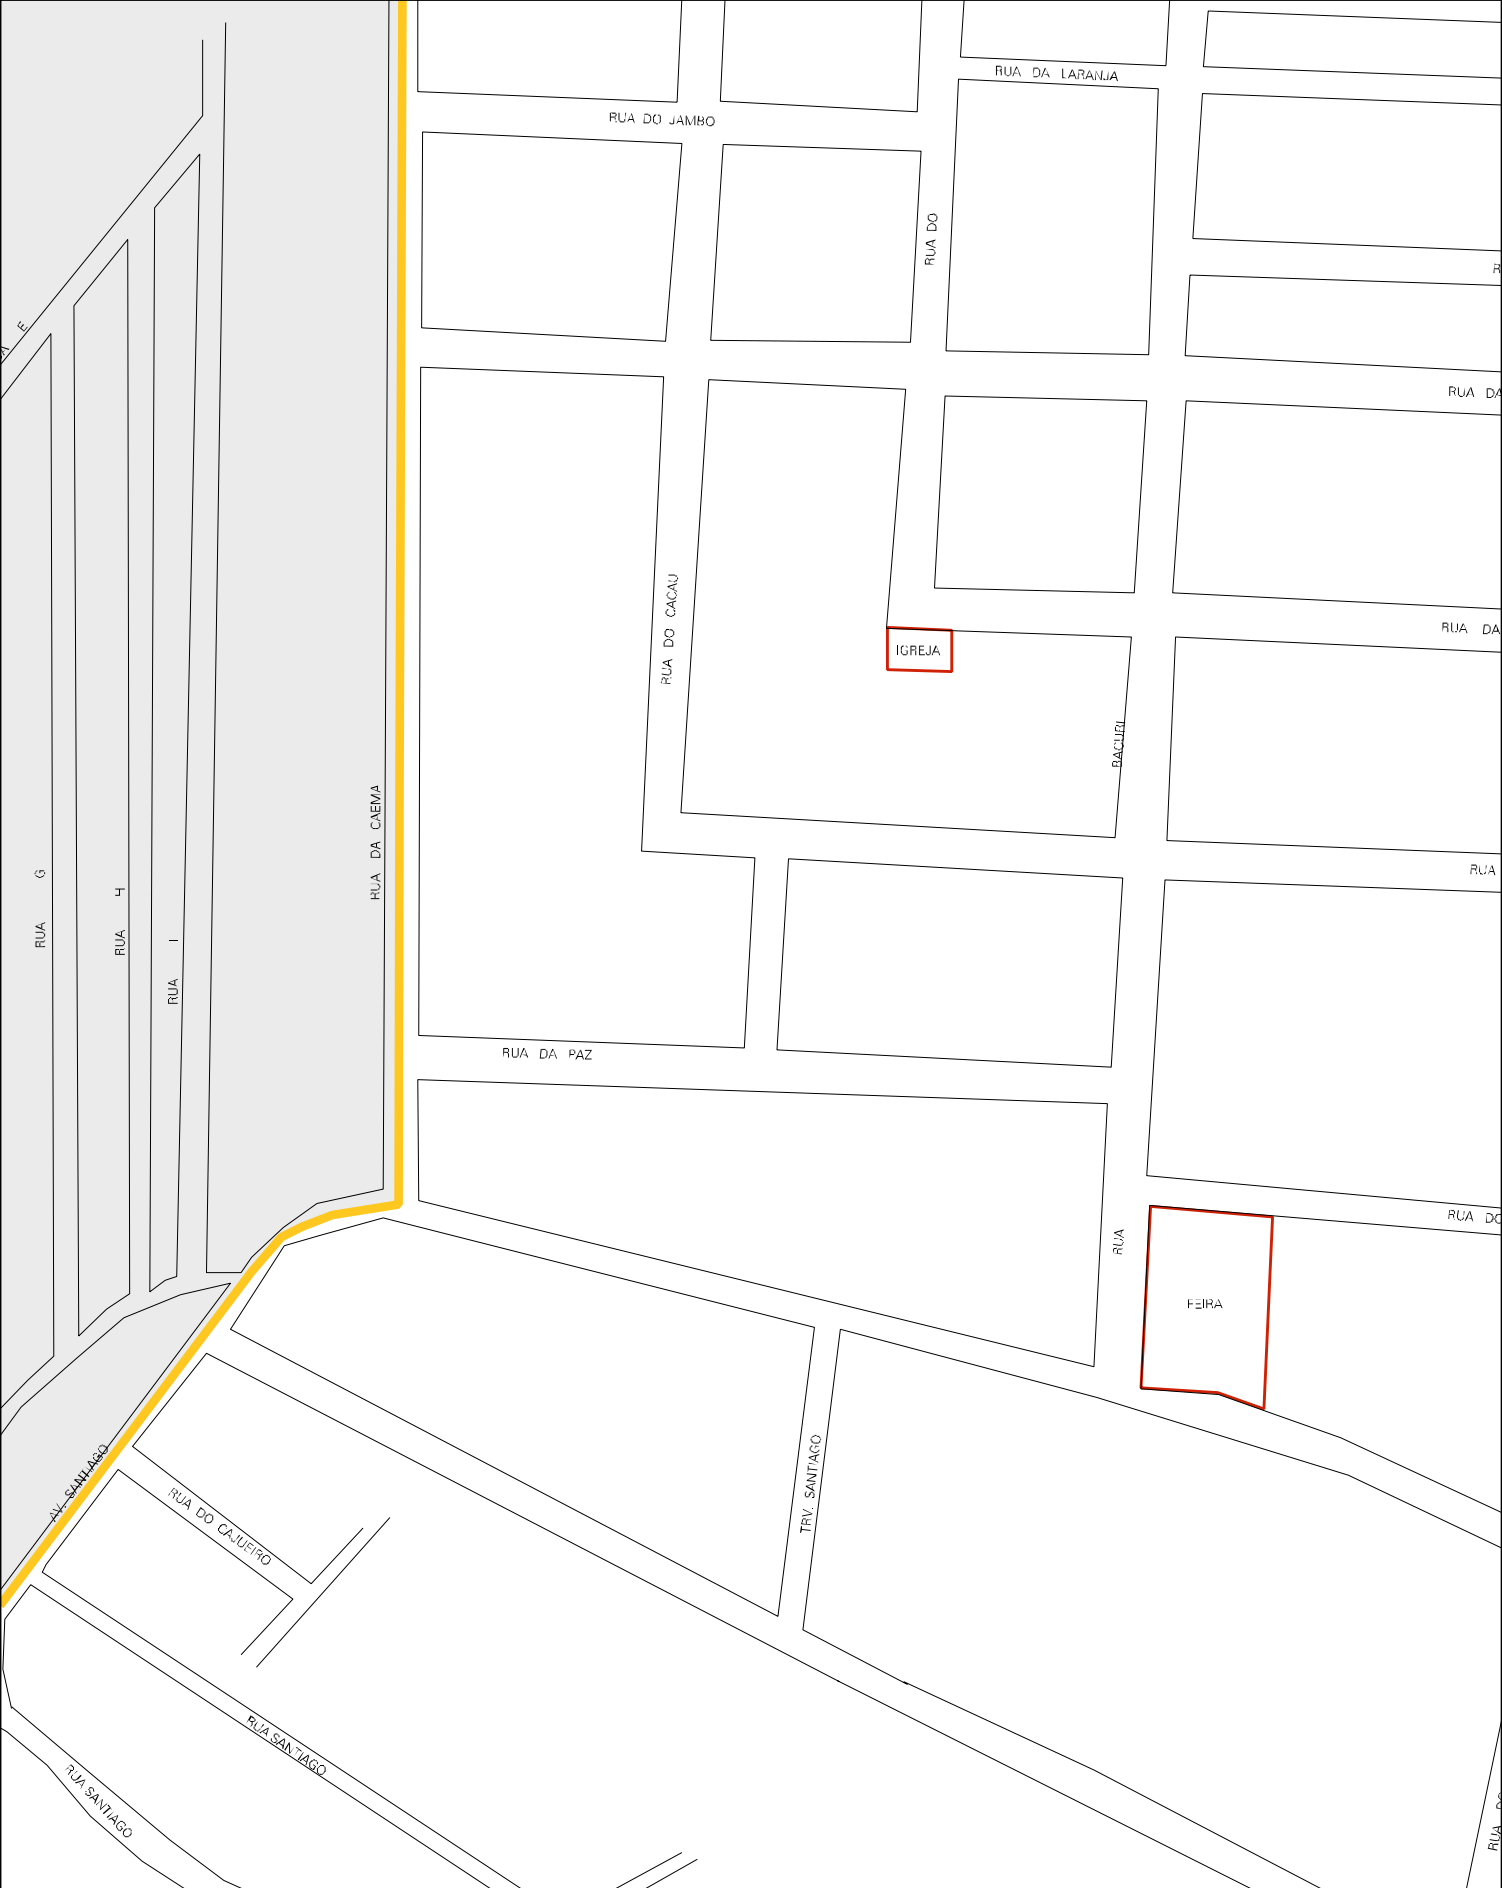 RUA DA LARANJA
RUA DO JAMBO
RUA DO
E
RUA DA
RUA DO CACAU
RUA DA
IGREJA
BACURI
RUA DA CAEMA
RUA G
RUA H
RUA I
RUA
RUA DA PAZ
RUA DO
RUA
FEIRA
AV. SANTIAGO
TRV. SANTIAGO
RUA DO CAJUEIRO
RUA SANTIAGO
RUA SANTIAGO
RUA